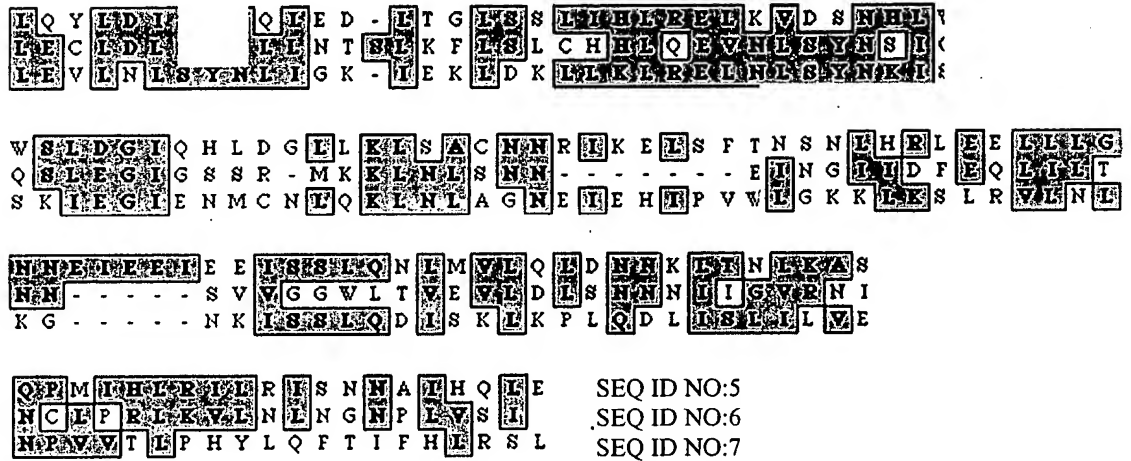 L Q Y L D I Q L E D - L T G L S S L I H L R E L K V D S N H L
L E C L D L L L N T S L K F L S L C H H L Q E V N L S Y N S I
L E V L N L S Y N L I G K - I E K L D K L L K L R E L N L S Y N K I
W S L D G I Q H L D G L L K L S A C N N R I K E L S F T N S N L H R L E E L L L G
Q S L E G I G S S R - M K K L N L S N N - - - - - - - E I N G I I D F E Q L I L T
S K I E G I E N M C N L Q K L N L A G N E I E H I P V W L G K K L K S L R V L N L
N N E I E E I E E I S S L Q N L M V L Q L D N N K L T N L K A S
N N - - - - - S V V G G W L T V E V L D L S N N N L I G V R N I
K G - - - - - N K I S S L Q D I S K L K P L Q D L I S L I L V E
Q P M I H L R I L R I S N N A I H Q L E SEQ ID NO:5
N C L P R L K V L N L N G N P L V S I SEQ ID NO:6
N P V V T L P H Y L Q F T I F H L R S L SEQ ID NO:7